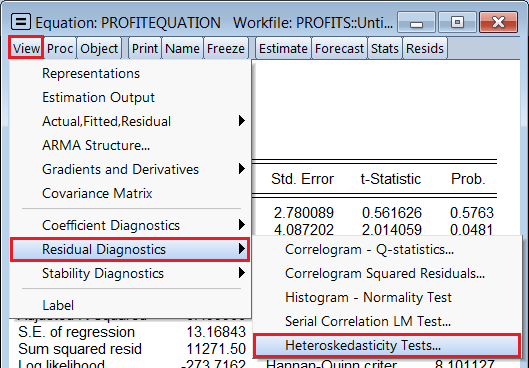 Equation: PROFITEQUATION Workfile: PROFITS::Unti...
View Proc Object Print Name Freeze Estimate Forecast Stats Resids
Representations
Estimation Output
Actual,Fitted,Residual
ARMA Structure...
Gradients and Derivatives
Covariance Matrix
Coefficient Diagnostics
Residual Diagnostics
Stability Diagnostics
Label
Std. Error t-Statistic Prob.
2.780089 0.561626 0.5763
4.087202 2.014059 0.0481
Correlogram - Q-statistics...
Correlogram Squared Residuals...
Histogram - Normality Test
Serial Correlation LM Test...
Heteroskedasticity Tests...
S.E. of regression 13.16843
Sum squared resid 11271.50
Log likelihood -273.7162 Hannan-Quinn criter. 8.101127